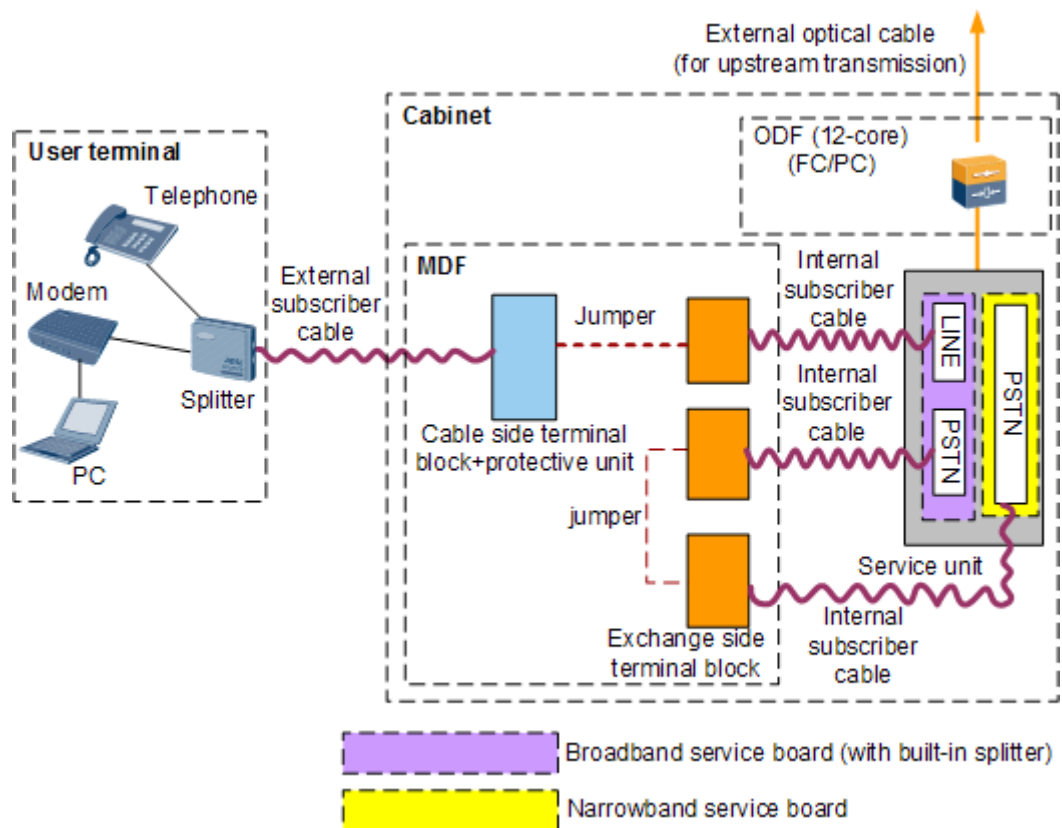 External optical cable
(for upstream transmission)
Cabinet
ODF (12-core)
(FC/PC)
User terminal
Telephone
Modem
Splitter
PC
External
subscriber
cable
MDF
Jumper
Cable side terminal
block+protective unit
jumper
Exchange side
terminal block
Internal
subscriber
cable
Internal
subscriber
cable
LINE
PSTN
PSTN
Service unit
Internal
subscriber
cable
Broadband service board (with built-in splitter)
Narrowband service board